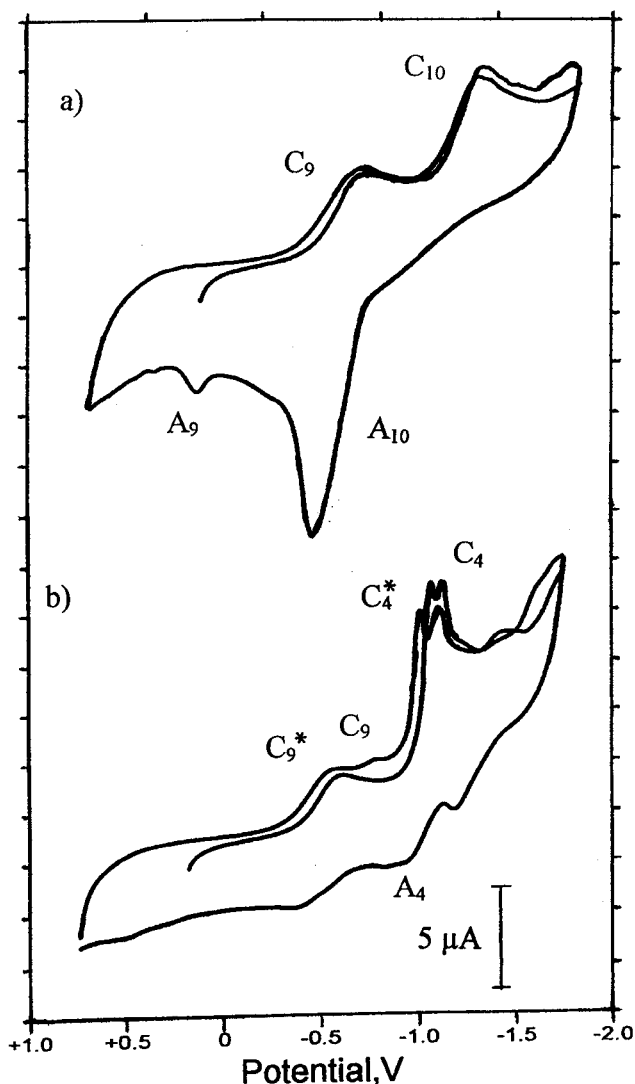 a)
C₁₀
C₉
A₉
A₁₀
b)
C₄
C₄*
C₉
C₉*
A₄
5 µA
+1.0 +0.5 0 -0.5 -1.0 -1.5 -2.0
Potential,V